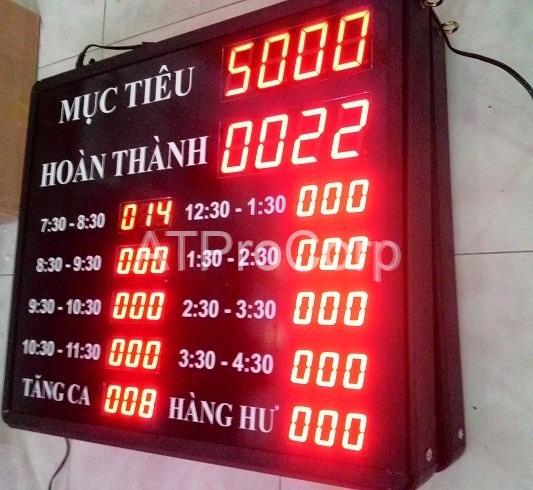 MỤC TIÊU 5000
HOÀN THÀNH 0022
7:30 - 8:30 014 12:30 - 1:30 000
8:30 - 9:30 000 1:30 - 2:30 000
9:30 - 10:30 000 2:30 - 3:30 000
10:30 - 11:30 000 3:30 - 4:30 000
TĂNG CA 008 HÀNG HƯ 000
ATProCorp